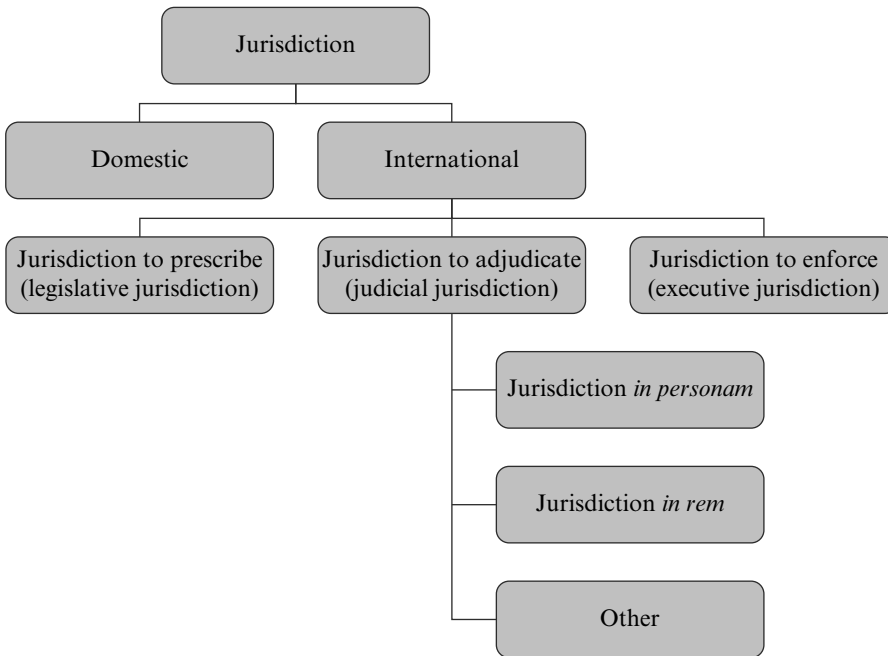 Jurisdiction
Domestic
International
Jurisdiction to prescribe
(legislative jurisdiction)
Jurisdiction to adjudicate
(judicial jurisdiction)
Jurisdiction to enforce
(executive jurisdiction)
Jurisdiction in personam
Jurisdiction in rem
Other